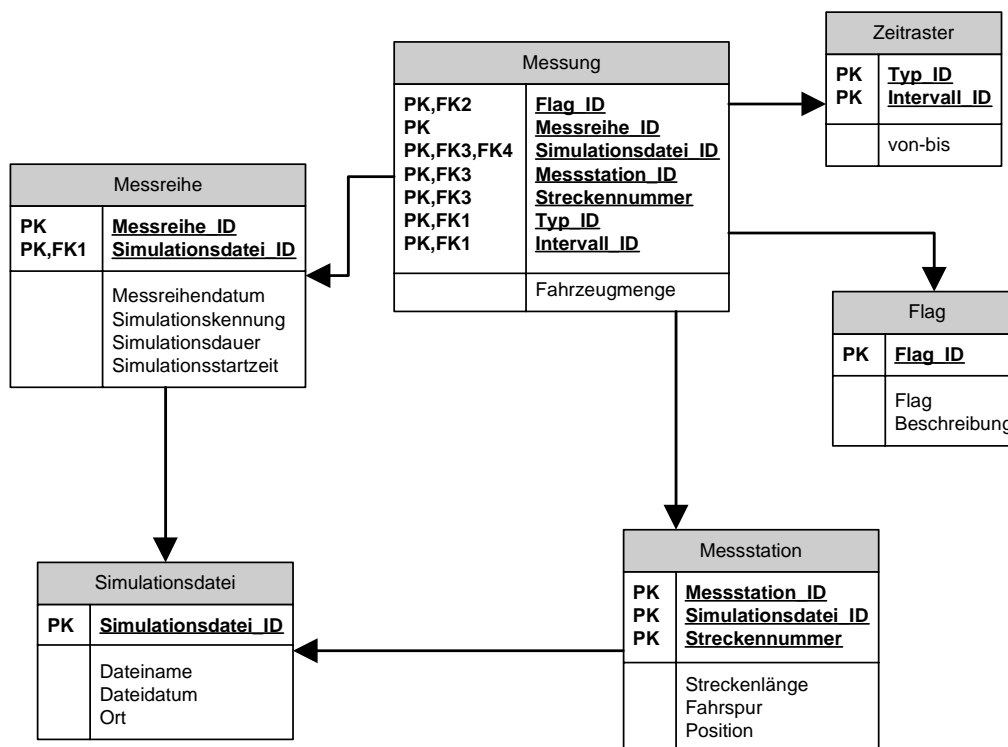 Zeitraster
PK Typ_ID
PK Intervall_ID
von-bis
Messung
PK,FK2 Flag_ID
PK Messreihe_ID
PK,FK3,FK4 Simulationsdatei_ID
PK,FK3 Messstation_ID
PK,FK3 Streckennummer
PK,FK1 Typ_ID
PK,FK1 Intervall_ID
Fahrzeugmenge
Messreihe
PK Messreihe_ID
PK,FK1 Simulationsdatei_ID
Messreihendatum
Simulationskennung
Simulationsdauer
Simulationsstartzeit
Flag
PK Flag_ID
Flag
Beschreibung
Messstation
PK Messstation_ID
PK Simulationsdatei_ID
PK Streckennummer
Streckenlänge
Fahrspur
Position
Simulationsdatei
PK Simulationsdatei_ID
Dateiname
Dateidatum
Ort